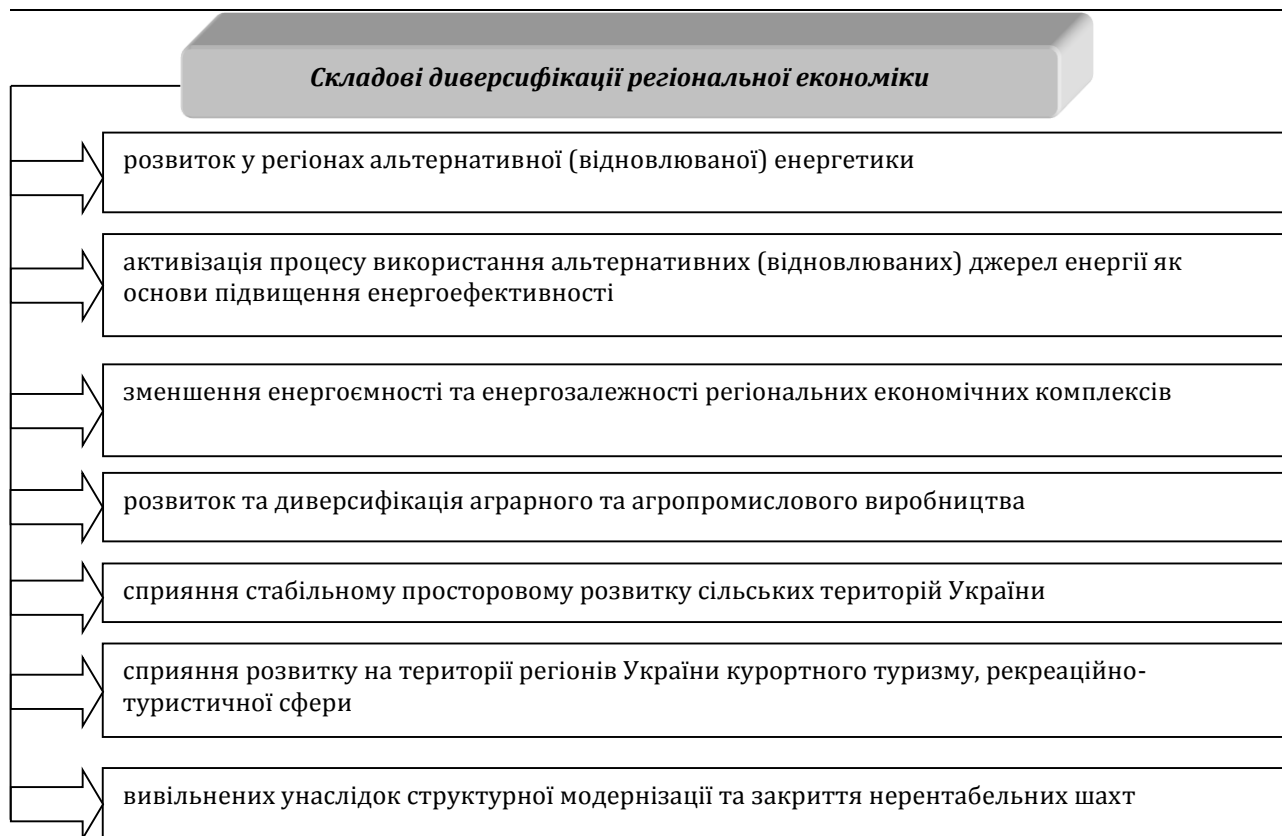 Складові диверсифікації регіональної економіки
розвиток у регіонах альтернативної (відновлюваної) енергетики
активізація процесу використання альтернативних (відновлюваних) джерел енергії як
основи підвищення енергоефективності
зменшення енергоємності та енергозалежності регіональних економічних комплексів
розвиток та диверсифікація аграрного та агропромислового виробництва
сприяння стабільному просторовому розвитку сільських територій України
сприяння розвитку на території регіонів України курортного туризму, рекреаційно-
туристичної сфери
вивільнених унаслідок структурної модернізації та закриття нерентабельних шахт